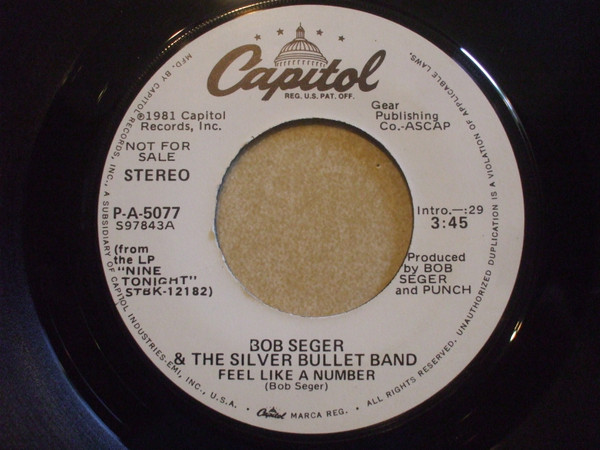 Capitol
REG. U.S. PAT. OFF.
℗1981 Capitol
Records, Inc.
NOT FOR
SALE
STEREO
Gear
Publishing
Co.-ASCAP
P-A-5077
S97843A
(from
the LP
"NINE
TONIGHT"
STBK-12182)
Intro.—:29
3:45
Produced
by BOB
SEGER
and PUNCH
BOB SEGER
& THE SILVER BULLET BAND
FEEL LIKE A NUMBER
(Bob Seger)
MFD. BY CAPITOL RECORDS, INC., A SUBSIDIARY OF CAPITOL INDUSTRIES-EMI, INC., U.S.A. • Capitol MARCA REG. • ALL RIGHTS RESERVED. UNAUTHORIZED DUPLICATION IS A VIOLATION OF APPLICABLE LAWS.